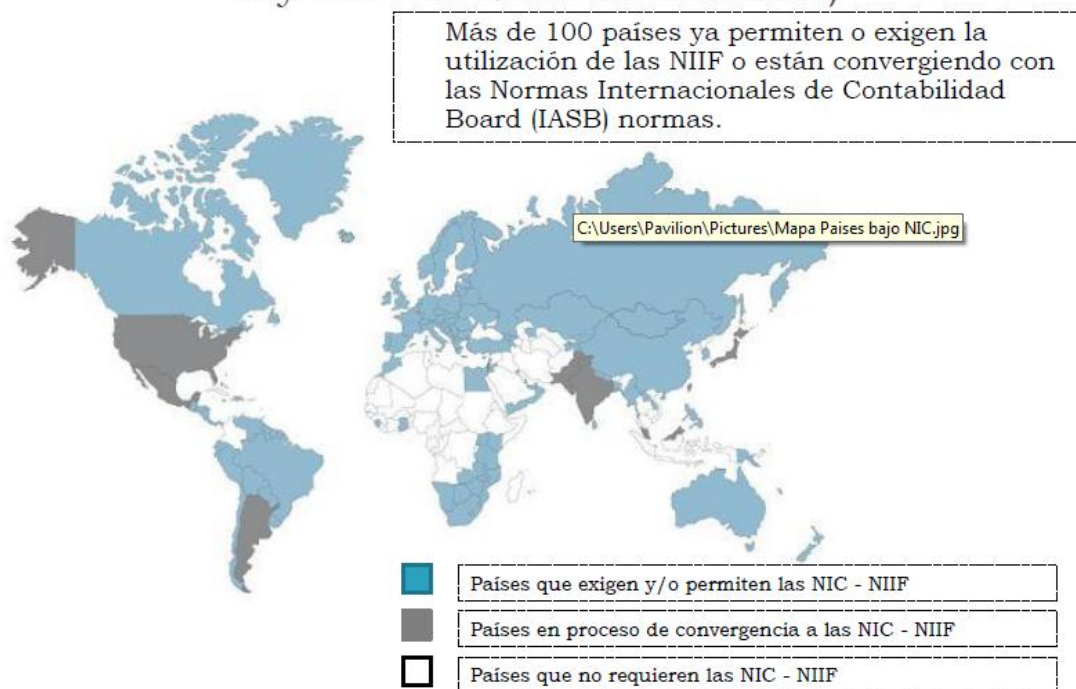 Más de 100 países ya permiten o exigen la
utilización de las NIIF o están convergiendo con
las Normas Internacionales de Contabilidad
Board (IASB) normas.
C:\Users\Pavilion\Pictures\Mapa Paises bajo NIC.jpg
Países que exigen y/o permiten las NIC - NIIF
Países en proceso de convergencia a las NIC - NIIF
Países que no requieren las NIC - NIIF